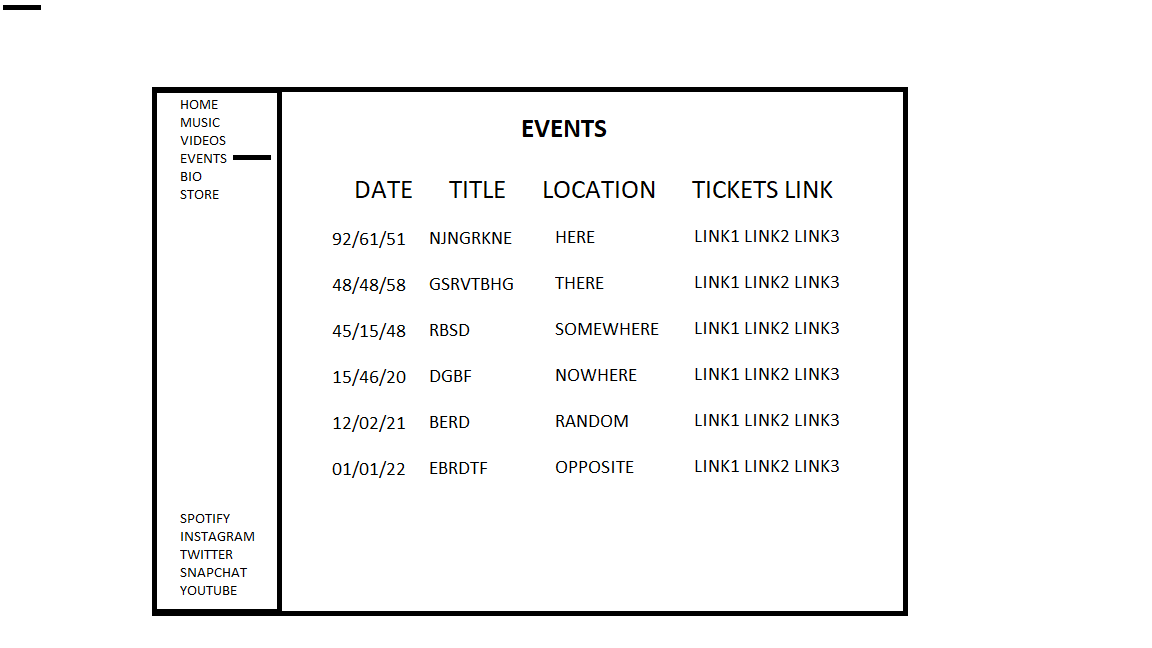 HOME
MUSIC
VIDEOS
EVENTS
BIO
STORE
SPOTIFY
INSTAGRAM
TWITTER
SNAPCHAT
YOUTUBE
EVENTS
DATE TITLE LOCATION TICKETS LINK
92/61/51 NJNGRKNE HERE LINK1 LINK2 LINK3
48/48/58 GSRVTBHG THERE LINK1 LINK2 LINK3
45/15/48 RBSD SOMEWHERE LINK1 LINK2 LINK3
15/46/20 DGBF NOWHERE LINK1 LINK2 LINK3
12/02/21 BERD RANDOM LINK1 LINK2 LINK3
01/01/22 EBRDTF OPPOSITE LINK1 LINK2 LINK3